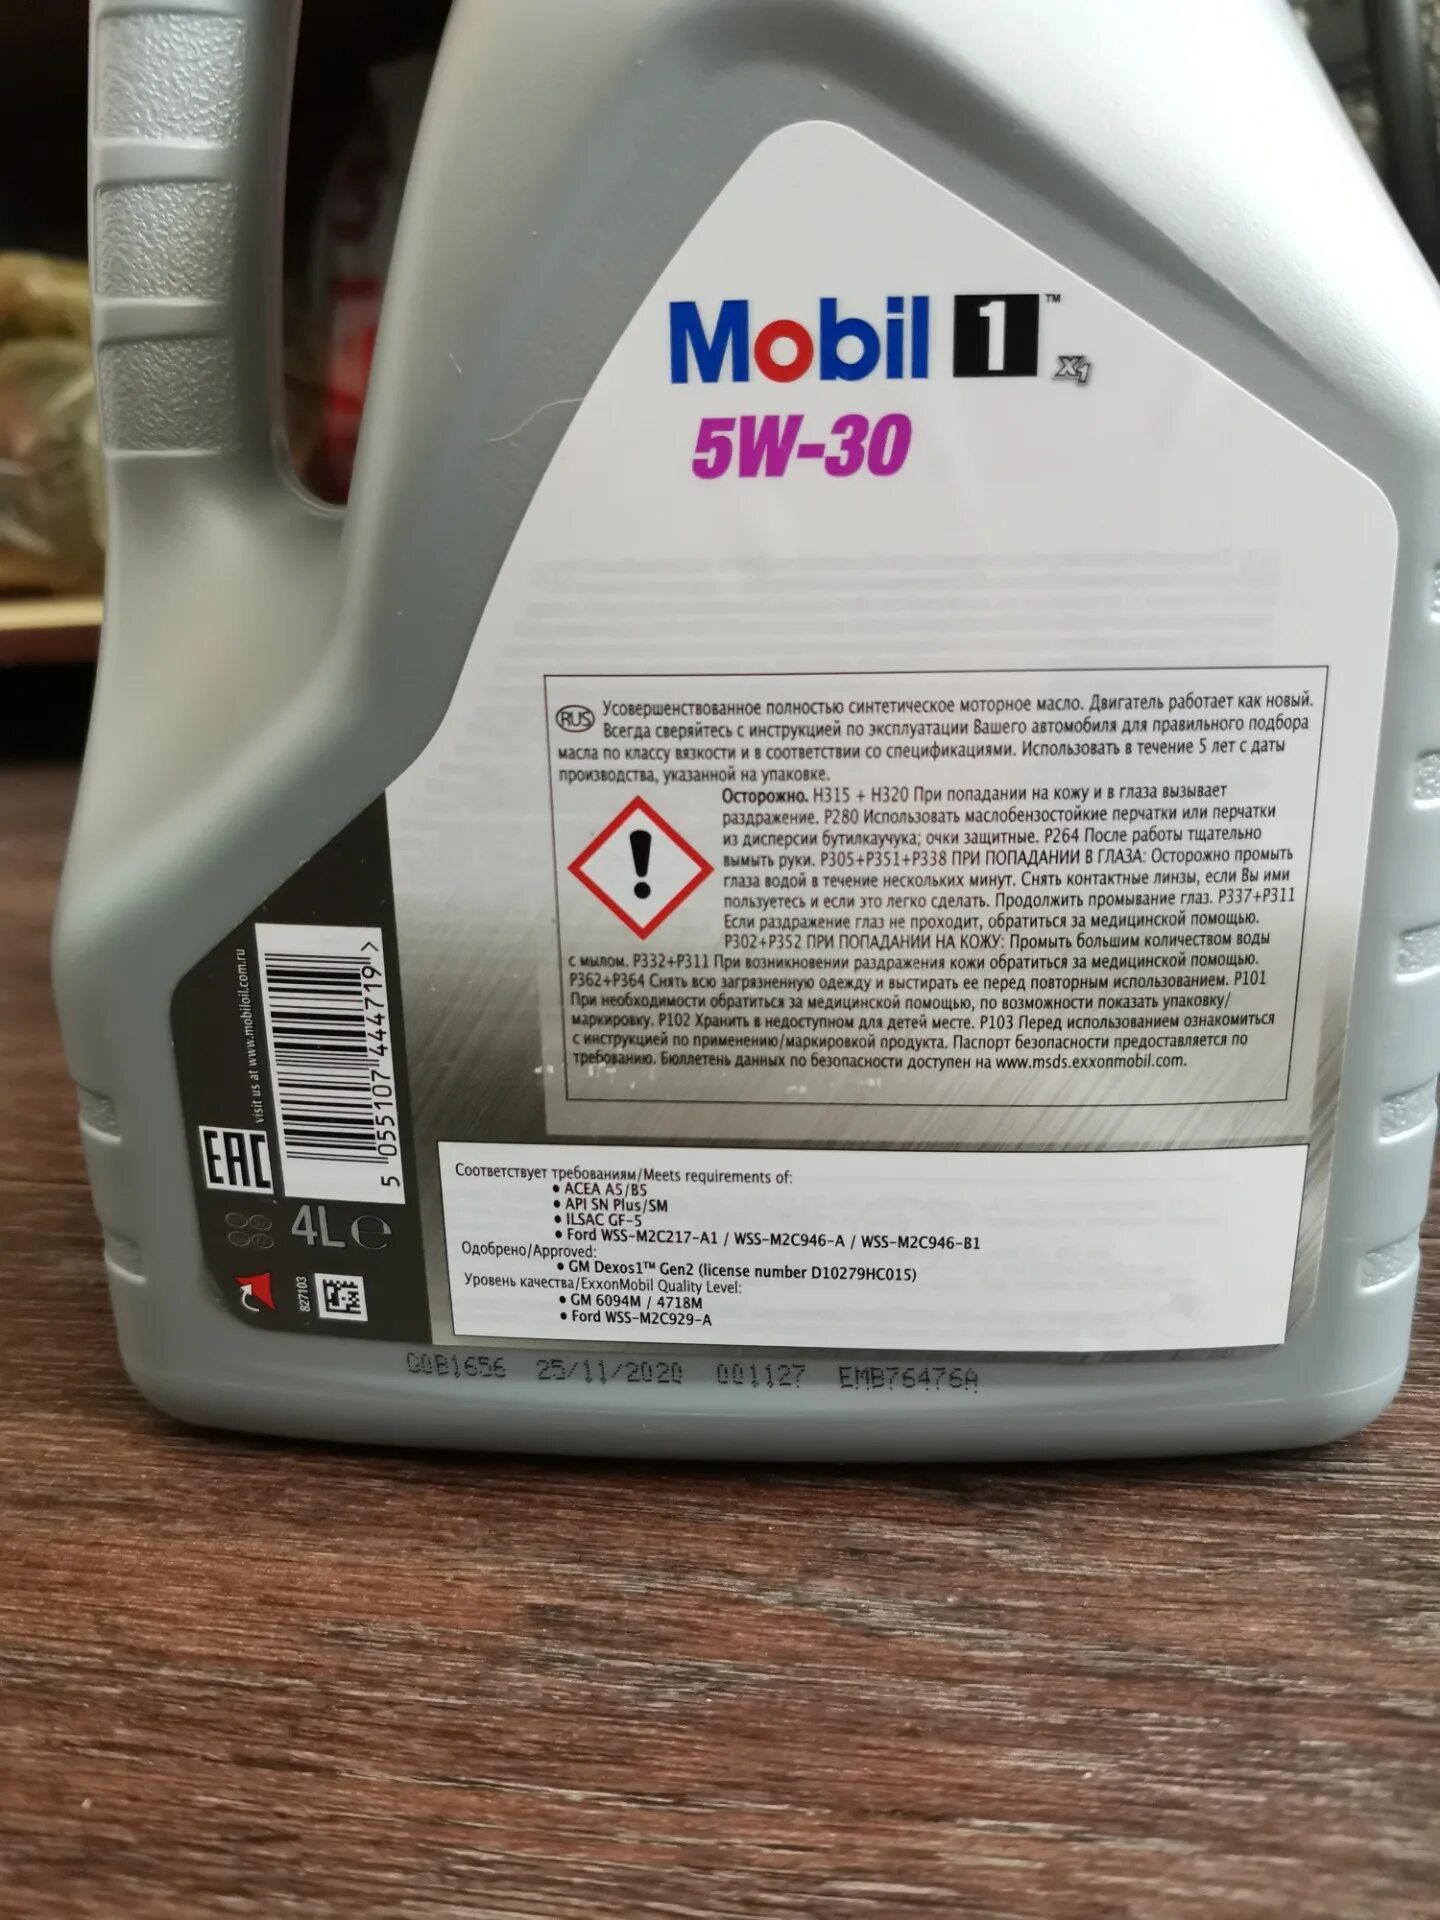 Mobil 1™ x1
5W-30
RUS Усовершенствованное полностью синтетическое моторное масло. Двигатель работает как новый.
Всегда сверяйтесь с инструкцией по эксплуатации Вашего автомобиля для правильного подбора
масла по классу вязкости и в соответствии со спецификациями. Использовать в течение 5 лет с даты
производства, указанной на упаковке.
Осторожно. H315 + H320 При попадании на кожу и в глаза вызывает
раздражение. P280 Использовать маслобензостойкие перчатки или перчатки
из дисперсии бутилкаучука; очки защитные. P264 После работы тщательно
вымыть руки. P305+P351+P338 ПРИ ПОПАДАНИИ В ГЛАЗА: Осторожно промыть
глаза водой в течение нескольких минут. Снять контактные линзы, если Вы ими
пользуетесь и если это легко сделать. Продолжить промывание глаз. P337+P311
Если раздражение глаз не проходит, обратиться за медицинской помощью.
P302+P352 ПРИ ПОПАДАНИИ НА КОЖУ: Промыть большим количеством воды
с мылом. P332+P311 При возникновении раздражения кожи обратиться за медицинской помощью.
P362+P364 Снять всю загрязненную одежду и выстирать ее перед повторным использованием. P101
При необходимости обратиться за медицинской помощью, по возможности показать упаковку/
маркировку. P102 Хранить в недоступном для детей месте. P103 Перед использованием ознакомиться
с инструкцией по применению/маркировкой продукта. Паспорт безопасности предоставляется по
требованию. Бюллетень данных по безопасности доступен на www.msds.exxonmobil.com.
visit us at www.mobiloil.com.ru
5 055107 444719 >
EAC
4L e
827103
Соответствует требованиям/Meets requirements of:
• ACEA A5/B5
• API SN Plus/SM
• ILSAC GF-5
• Ford WSS-M2C217-A1 / WSS-M2C946-A / WSS-M2C946-B1
Одобрено/Approved:
• GM Dexos1™ Gen2 (license number D10279HC015)
Уровень качества/ExxonMobil Quality Level:
• GM 6094M / 4718M
• Ford WSS-M2C929-A
25/11/2020 001127 EMB76476A